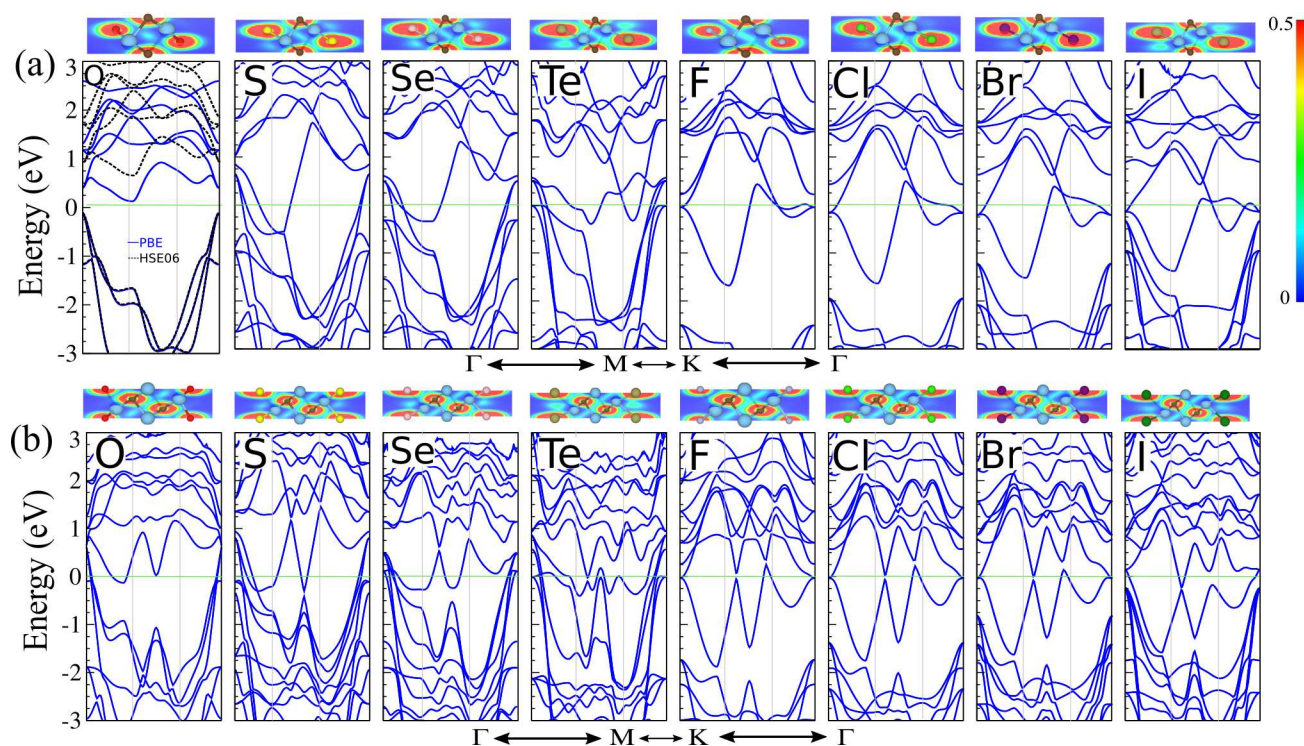 (a)
O S Se Te F Cl Br I
0.5
0
Energy (eV)
3
2
1
0
-1
-2
-3
PBE
HSE06
Γ M K Γ
(b)
O S Se Te F Cl Br I
Energy (eV)
3
2
1
0
-1
-2
-3
Γ M K Γ